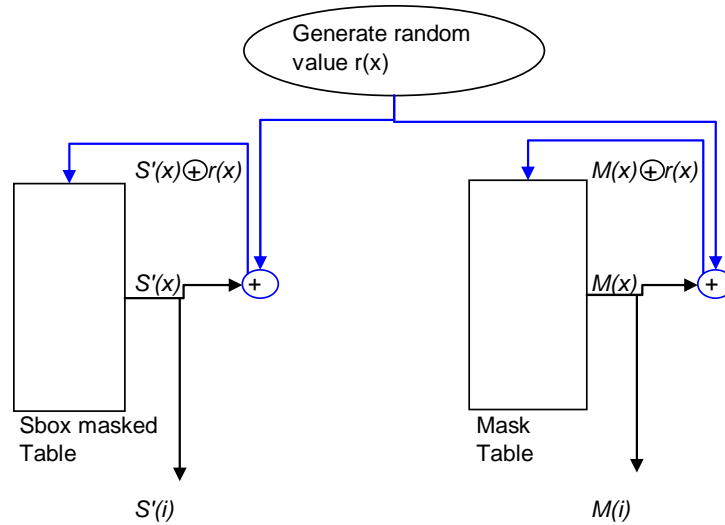 Generate random
value r(x)
S'(x)⊕r(x)
M(x)⊕r(x)
S'(x)
+
M(x)
+
Sbox masked
Table
Mask
Table
S'(i)
M(i)